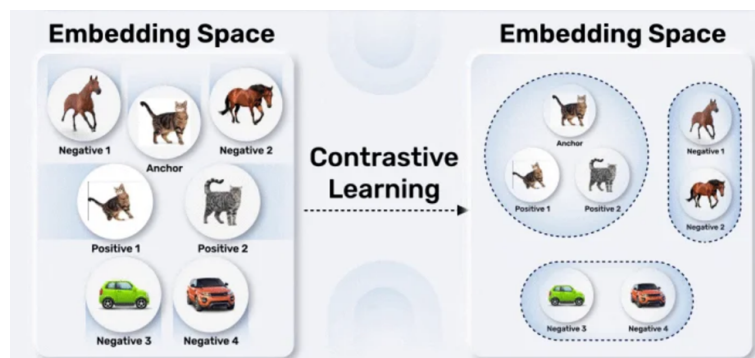 Embedding Space
Negative 1
Anchor
Negative 2
Positive 1
Positive 2
Negative 3
Negative 4
Contrastive
Learning
Embedding Space
Anchor
Positive 1
Positive 2
Negative 1
Negative 2
Negative 3
Negative 4